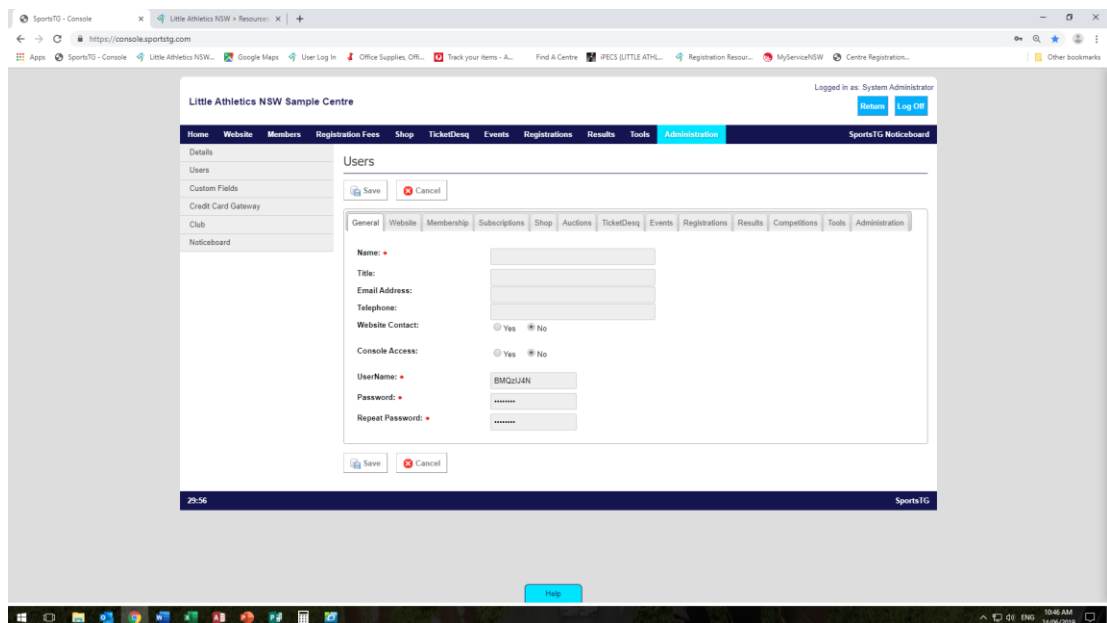 SportsTG - Console
Little Athletics NSW > Resources
https://console.sportstg.com
Apps SportsTG - Console Little Athletics NSW... Google Maps User Log In Office Supplies, Offi... Track your items - A... Find A Centre iPECS (LITTLE ATHL... Registration Resour... MyServiceNSW Centre Registration... Other bookmarks
Logged in as: System Administrator
Little Athletics NSW Sample Centre
Return Log Off
Home Website Members Registration Fees Shop TicketDesq Events Registrations Results Tools Administration SportsTG Noticeboard
Details
Users
Custom Fields
Credit Card Gateway
Club
Noticeboard
Users
Save Cancel
General Website Membership Subscriptions Shop Auctions TicketDesq Events Registrations Results Competitions Tools Administration
Name:
Title:
Email Address:
Telephone:
Website Contact: Yes No
Console Access: Yes No
UserName: BMQzIJ4N
Password: ••••••••
Repeat Password: ••••••••
Save Cancel
29:56 SportsTG
Help
ENG 10:46 AM
24/06/2019